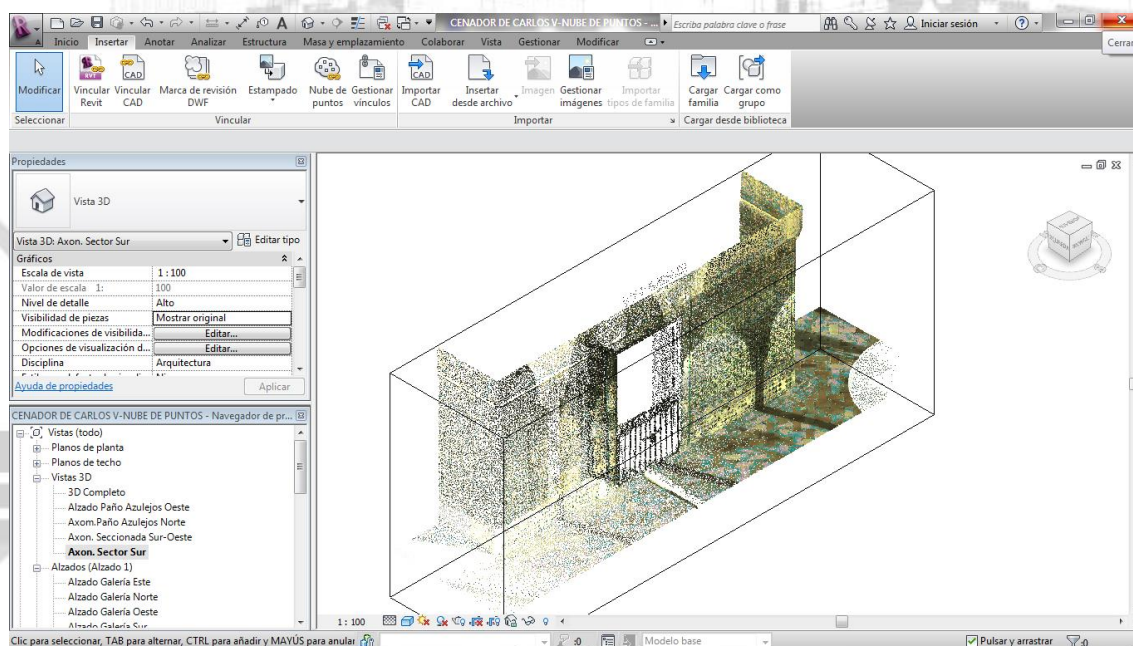 CENADOR DE CARLOS V-NUBE DE PUNTOS - ...
Escriba palabra clave o frase
Iniciar sesión
Inicio Insertar Anotar Analizar Estructura Masa y emplazamiento Colaborar Vista Gestionar Modificar
Cerrar
Modificar
Vincular Revit
Vincular CAD
Marca de revisión DWF
Estampado
Nube de puntos
Gestionar vínculos
Importar CAD
Insertar desde archivo
Imagen
Gestionar imágenes
Importar tipos de familia
Cargar familia
Cargar como grupo
Seleccionar Vincular Importar Cargar desde biblioteca
Propiedades
Vista 3D
Vista 3D: Axon. Sector Sur Editar tipo
Gráficos
Escala de vista 1 : 100
Valor de escala 1: 100
Nivel de detalle Alto
Visibilidad de piezas Mostrar original
Modificaciones de visibilida... Editar...
Opciones de visualización d... Editar...
Disciplina Arquitectura
Ayuda de propiedades Aplicar
CENADOR DE CARLOS V-NUBE DE PUNTOS - Navegador de pr...
Vistas (todo)
Planos de planta
Planos de techo
Vistas 3D
3D Completo
Alzado Paño Azulejos Oeste
Axom.Paño Azulejos Norte
Axon. Seccionada Sur-Oeste
Axon. Sector Sur
Alzados (Alzado 1)
Alzado Galería Este
Alzado Galería Norte
Alzado Galería Oeste
Alzado Galería Sur
1 : 100
Clic para seleccionar, TAB para alternar, CTRL para añadir y MAYÚS para anular :0 Modelo base Pulsar y arrastrar :0